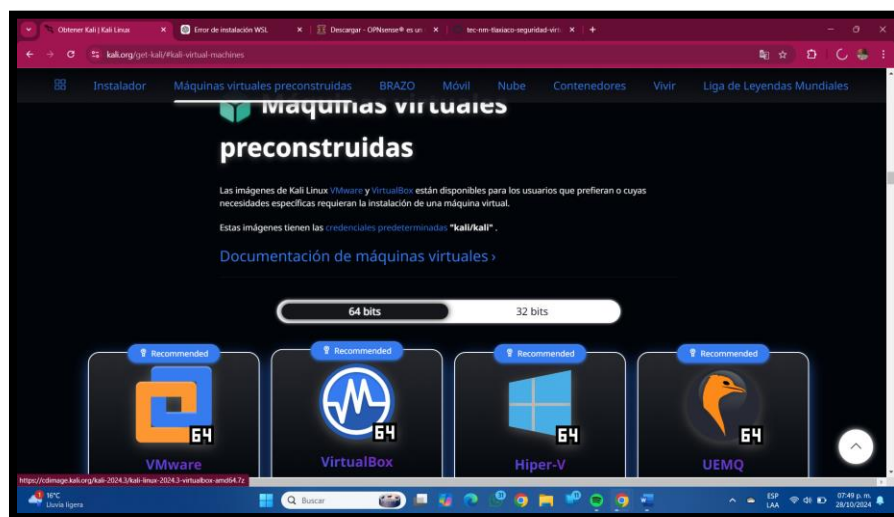 Obtener Kali | Kali Linux
Error de instalación WSL
Descargar - OPNsense® es un
tec-nm-tlaxiaco-seguridad-virt
kali.org/get-kali/#kali-virtual-machines
Instalador Máquinas virtuales preconstruidas BRAZO Móvil Nube Contenedores Vivir Liga de Leyendas Mundiales
Máquinas virtuales
preconstruidas
Las imágenes de Kali Linux VMware y VirtualBox están disponibles para los usuarios que prefieran o cuyas
necesidades específicas requieran la instalación de una máquina virtual.
Estas imágenes tienen las credenciales predeterminadas "kali/kali" .
Documentación de máquinas virtuales ›
64 bits 32 bits
Recommended Recommended Recommended Recommended
64 64 64 64
VMware VirtualBox Hiper-V UEMQ
https://cdimage.kali.org/kali-2024.3/kali-linux-2024.3-virtualbox-amd64.7z
16°C
Lluvia ligera
Buscar
ESP
LAA
07:49 p. m.
28/10/2024